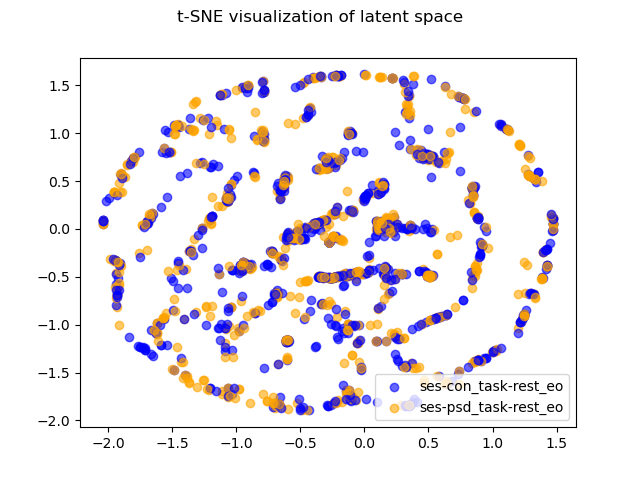 t-SNE visualization of latent space
1.5
1.0
0.5
0.0
−0.5
−1.0
−1.5
−2.0
ses-con_task-rest_eo
ses-psd_task-rest_eo
−2.0 −1.5 −1.0 −0.5 0.0 0.5 1.0 1.5